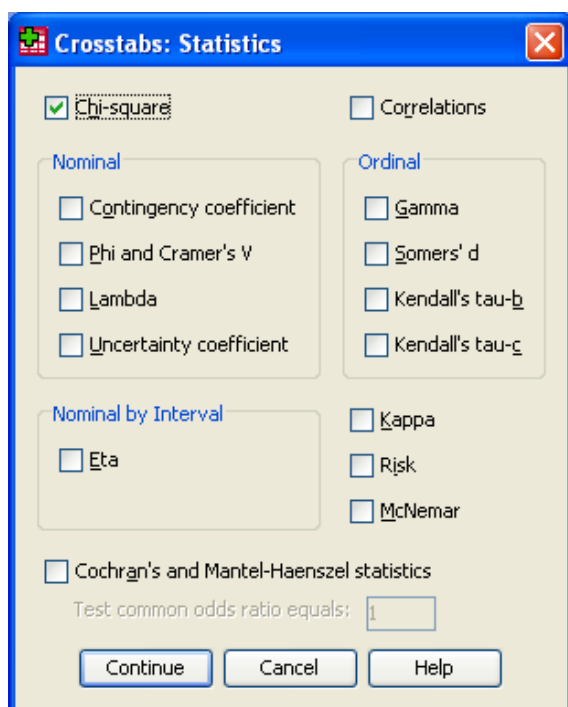 Crosstabs: Statistics
Chi-square
Correlations
Nominal
Contingency coefficient
Phi and Cramer's V
Lambda
Uncertainty coefficient
Ordinal
Gamma
Somers' d
Kendall's tau-b
Kendall's tau-c
Nominal by Interval
Eta
Kappa
Risk
McNemar
Cochran's and Mantel-Haenszel statistics
Test common odds ratio equals: 1
Continue Cancel Help